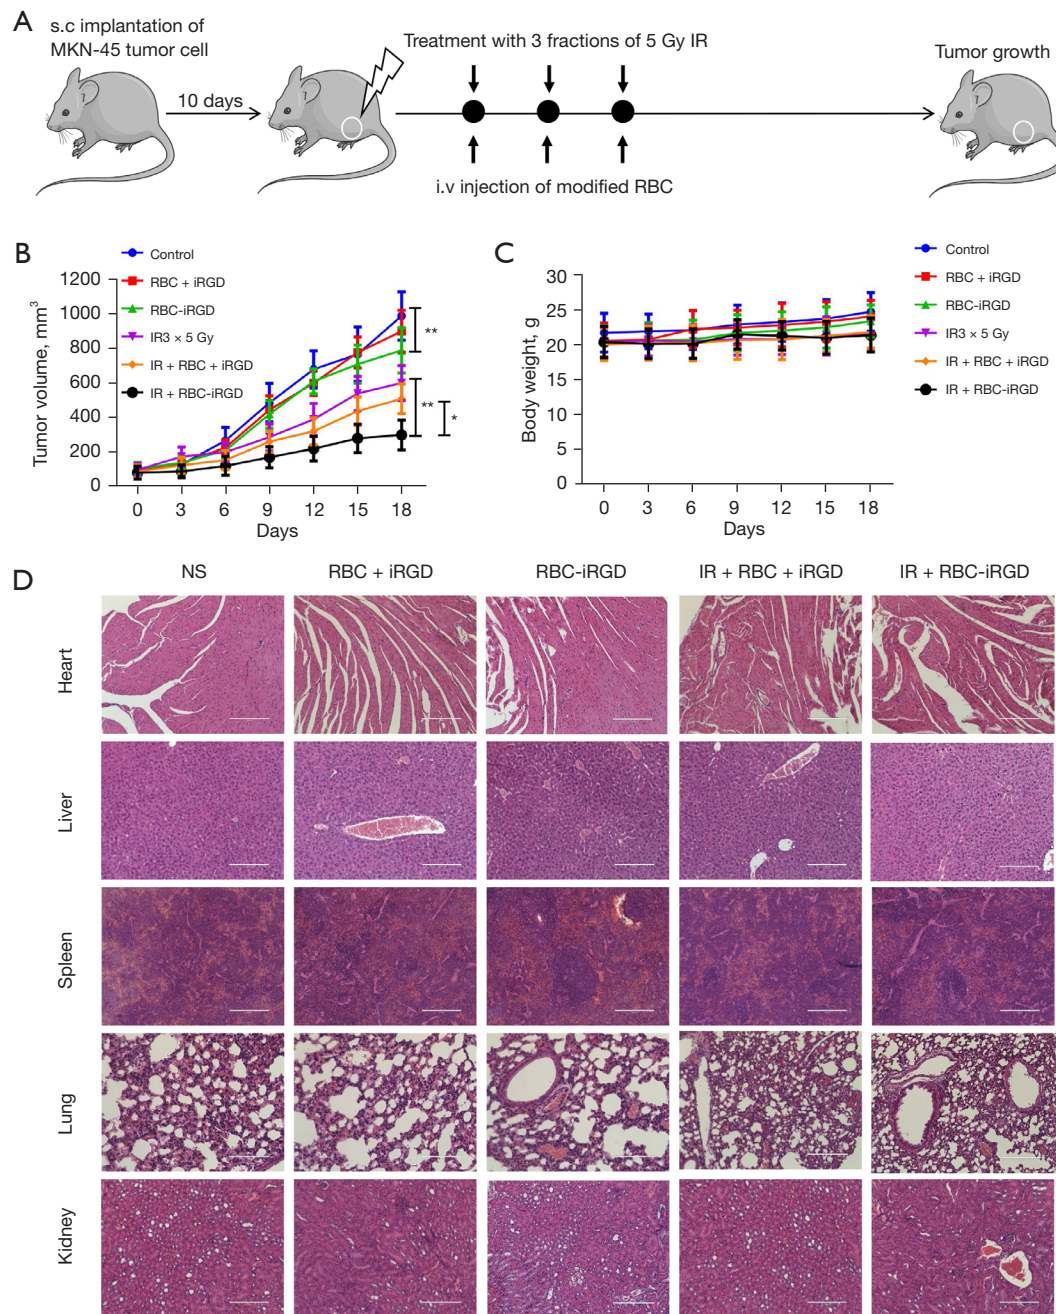 A
s.c implantation of
MKN-45 tumor cell
10 days
Treatment with 3 fractions of 5 Gy IR
i.v injection of modified RBC
Tumor growth
B
Control
RBC + iRGD
RBC-iRGD
IR3 × 5 Gy
IR + RBC + iRGD
IR + RBC-iRGD
Tumor volume, mm³
1200
1000
800
600
400
200
0
0 3 6 9 12 15 18
Days
**
**
*
C
Body weight, g
30
25
20
15
10
5
0
0 3 6 9 12 15 18
Days
Control
RBC + iRGD
RBC-iRGD
IR3 × 5 Gy
IR + RBC + iRGD
IR + RBC-iRGD
D
NS RBC + iRGD RBC-iRGD IR + RBC + iRGD IR + RBC-iRGD
Heart
Liver
Spleen
Lung
Kidney